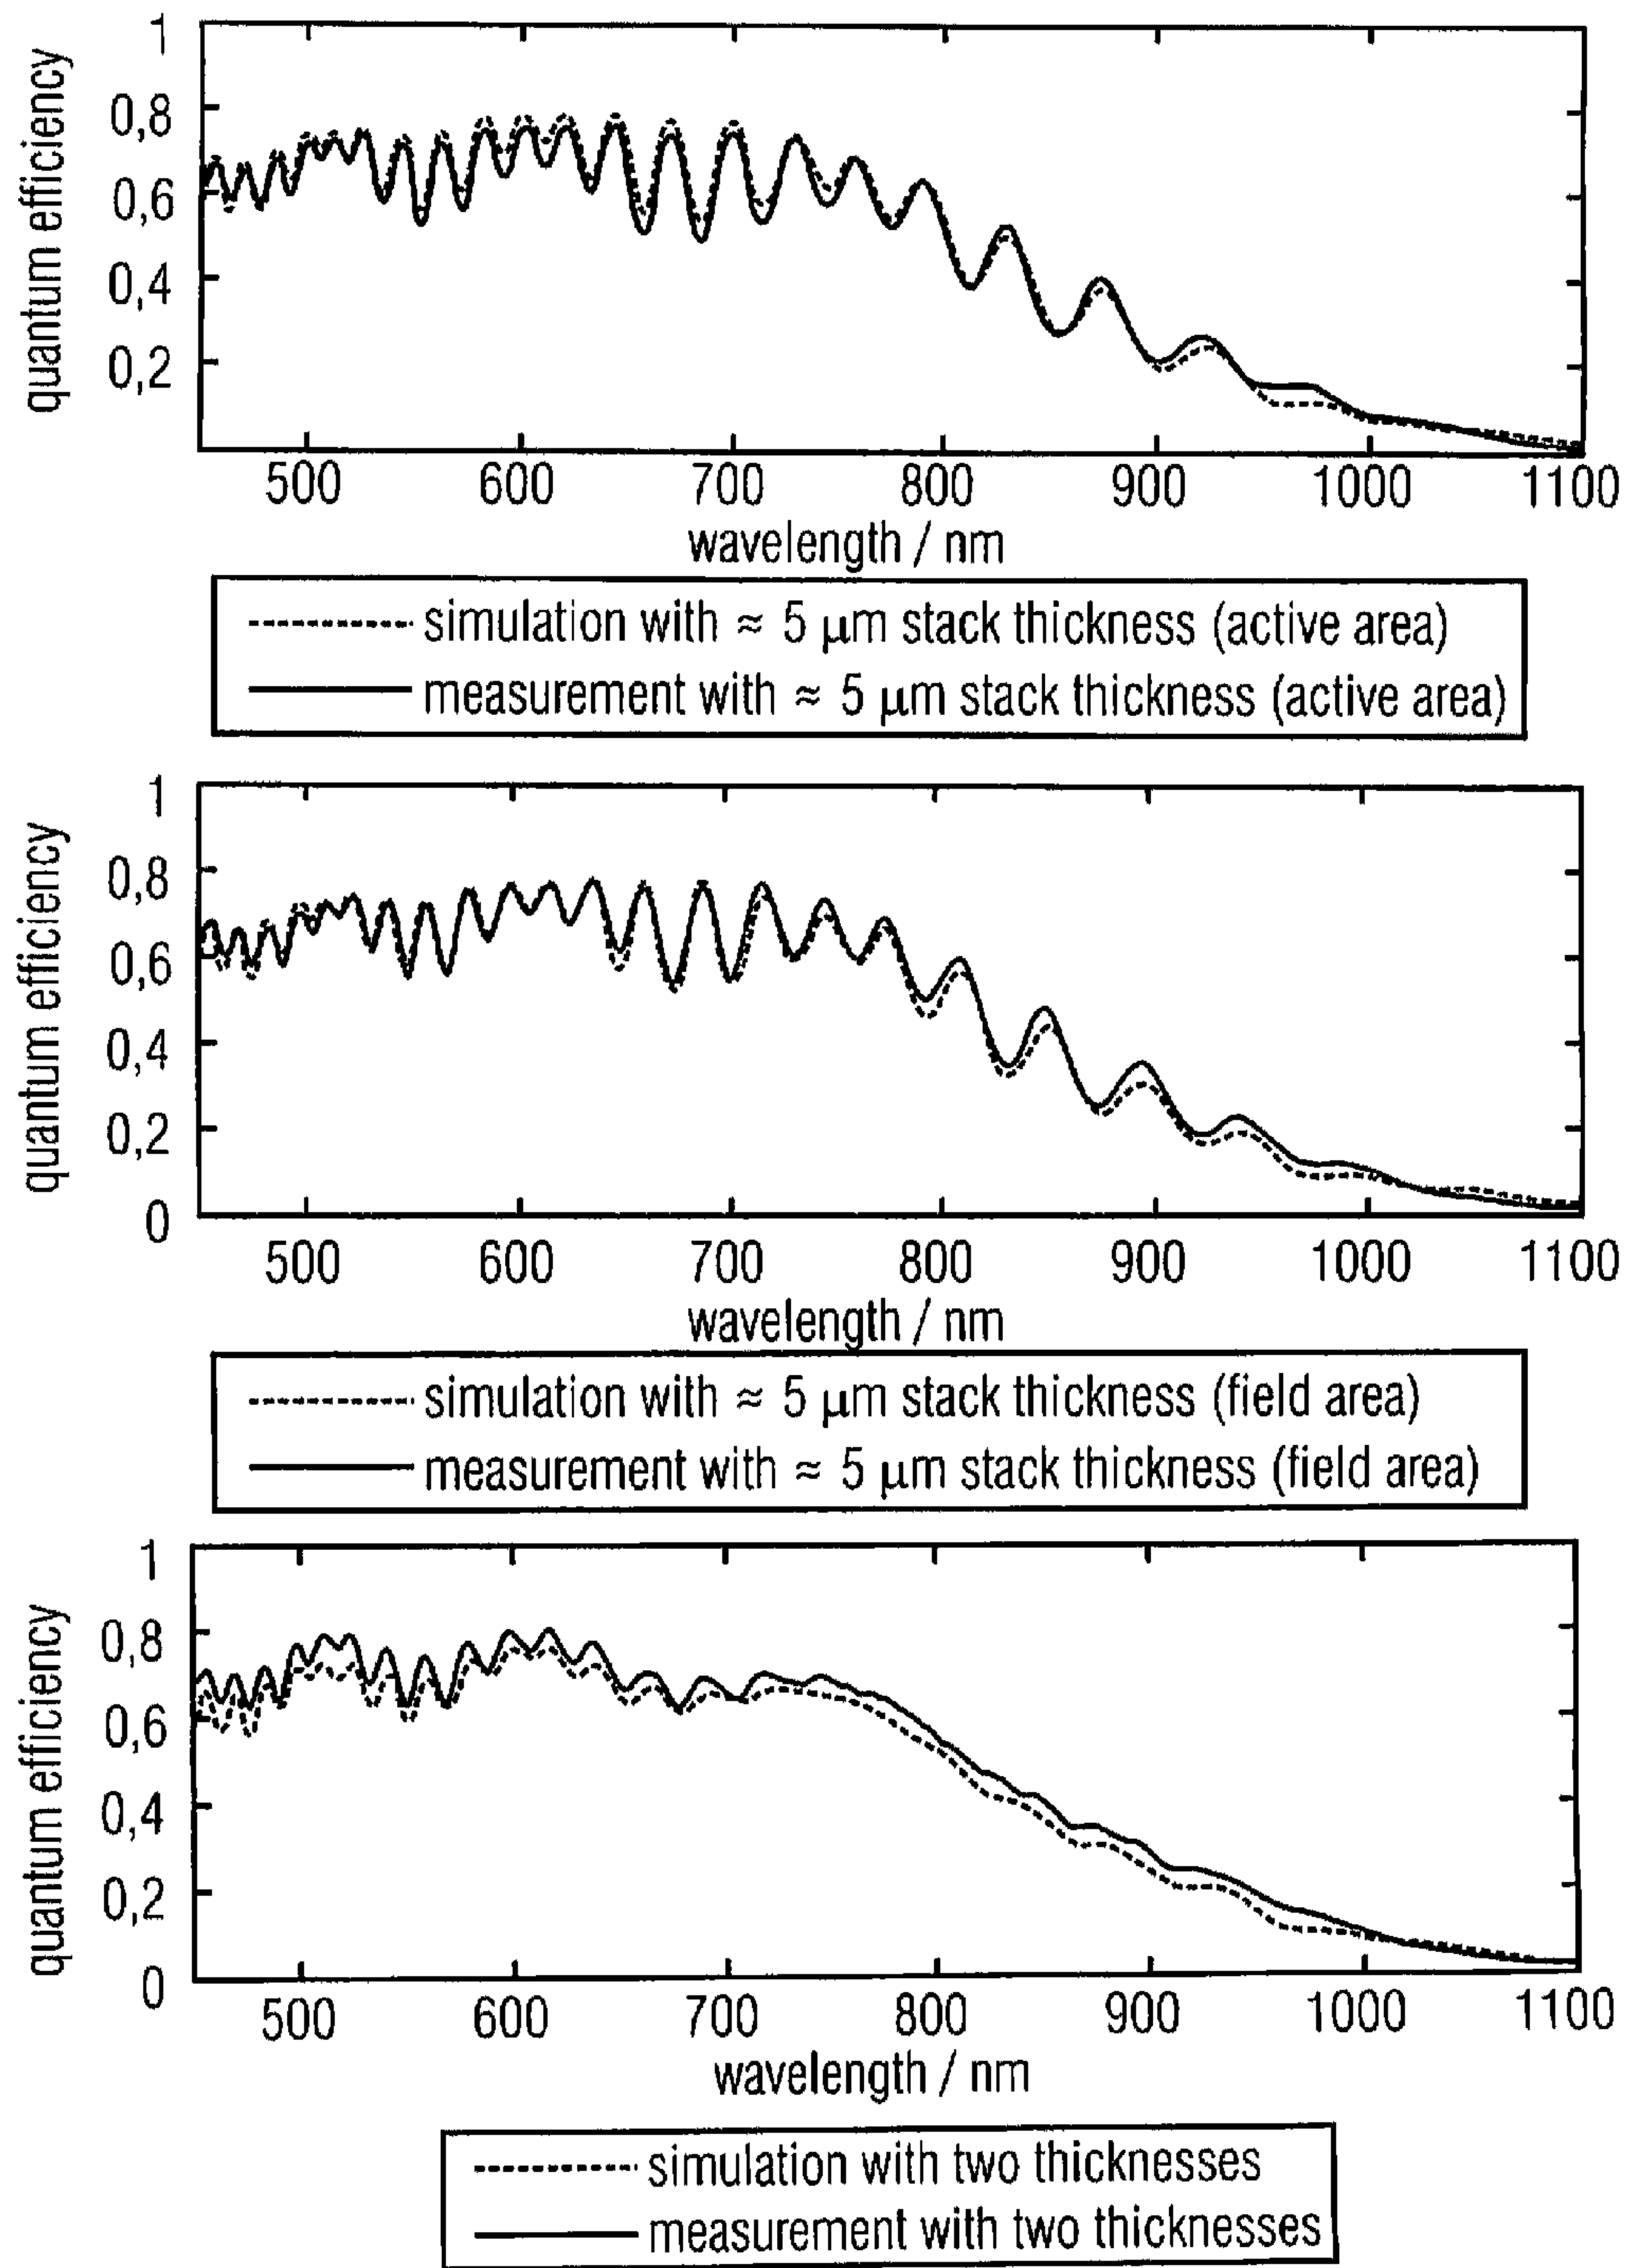 quantum efficiency
1
0,8
0,6
0,4
0,2
500 600 700 800 900 1000 1100
wavelength / nm
simulation with ≈ 5 μm stack thickness (active area)
measurement with ≈ 5 μm stack thickness (active area)
quantum efficiency
1
0,8
0,6
0,4
0,2
0
500 600 700 800 900 1000 1100
wavelength / nm
simulation with ≈ 5 μm stack thickness (field area)
measurement with ≈ 5 μm stack thickness (field area)
quantum efficiency
1
0,8
0,6
0,4
0,2
0
500 600 700 800 900 1000 1100
wavelength / nm
simulation with two thicknesses
measurement with two thicknesses